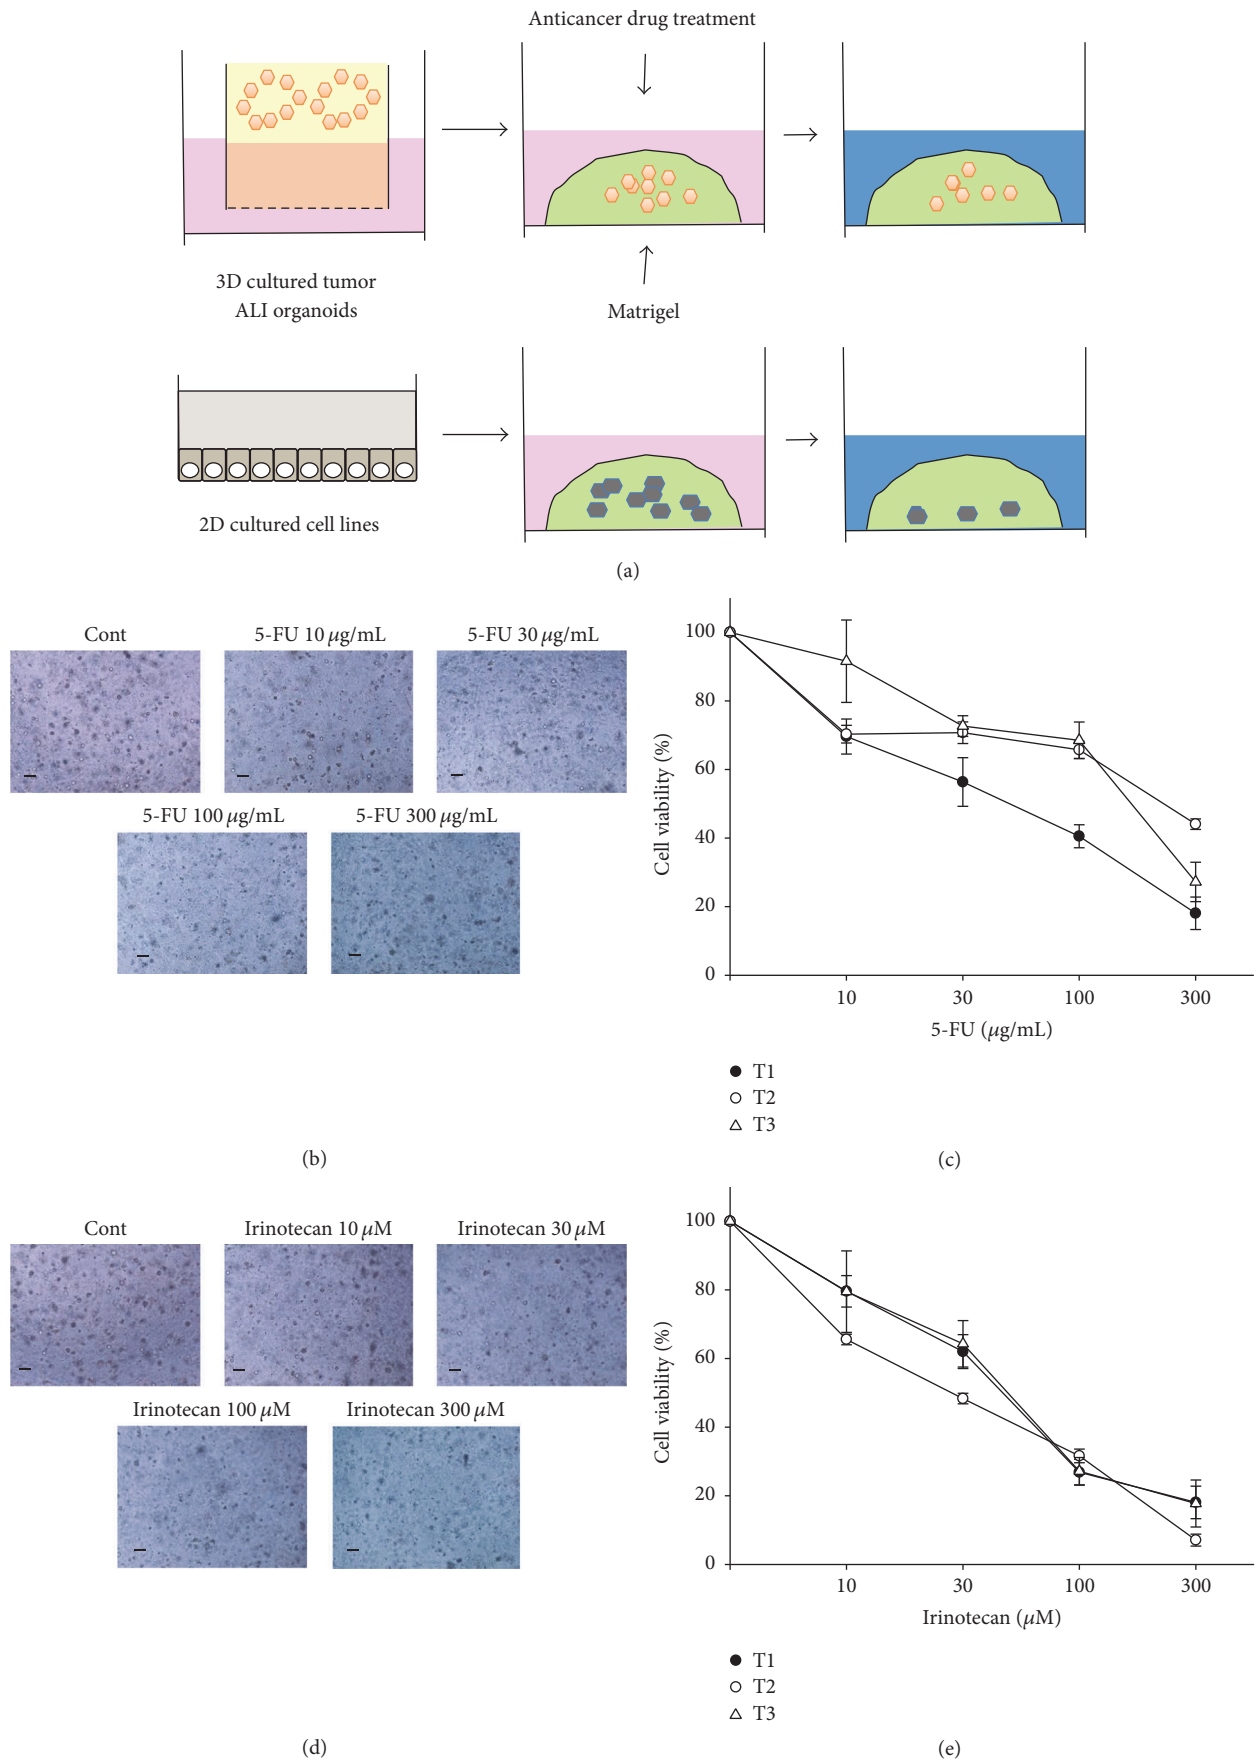 Anticancer drug treatment
3D cultured tumor
ALI organoids
Matrigel
2D cultured cell lines
(a)
Cont
5-FU 10 μg/mL
5-FU 30 μg/mL
5-FU 100 μg/mL
5-FU 300 μg/mL
(b)
Cell viability (%)
100
80
60
40
20
0
10
30
100
300
5-FU (μg/mL)
T1
T2
T3
(c)
Cont
Irinotecan 10 μM
Irinotecan 30 μM
Irinotecan 100 μM
Irinotecan 300 μM
(d)
Cell viability (%)
100
80
60
40
20
0
10
30
100
300
Irinotecan (μM)
T1
T2
T3
(e)